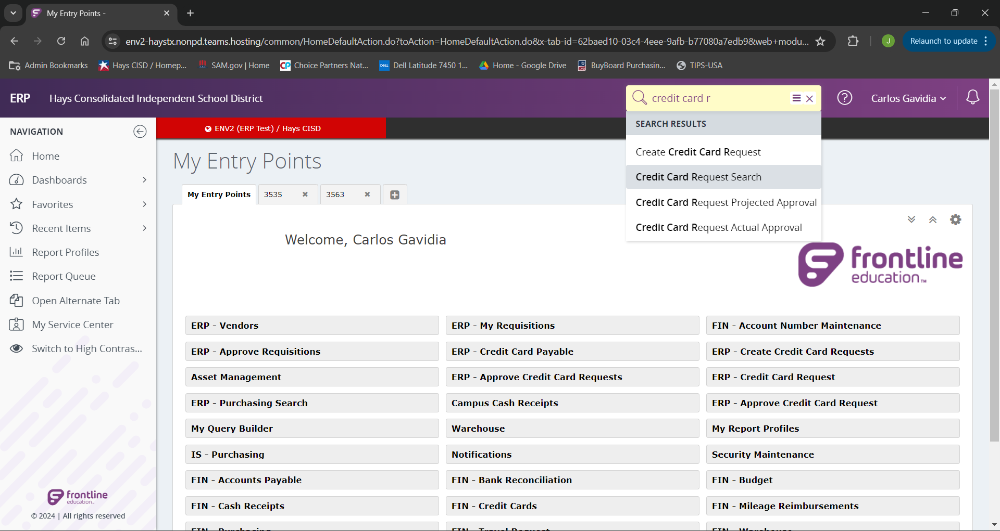 My Entry Points -
env2-haystx.nonpd.teams.hosting/common/HomeDefaultAction.do?toAction=HomeDefaultAction.do&x-tab-id=62baed10-03c4-4eee-9afb-b77080a7edb9&web+modu...
J
Relaunch to update
Admin Bookmarks
Hays CISD / Homep...
SAM.gov | Home
Choice Partners Nat...
Dell Latitude 7450 1...
Home - Google Drive
BuyBoard Purchasin...
TIPS-USA
ERP
Hays Consolidated Independent School District
credit card r
Carlos Gavidia
NAVIGATION
Home
Dashboards
Favorites
Recent Items
Report Profiles
Report Queue
Open Alternate Tab
My Service Center
Switch to High Contras...
frontline
education
© 2024 | All rights reserved
ENV2 (ERP Test) / Hays CISD
SEARCH RESULTS
Create Credit Card Request
Credit Card Request Search
Credit Card Request Projected Approval
Credit Card Request Actual Approval
My Entry Points
My Entry Points
3535
3563
Welcome, Carlos Gavidia
frontline
education™
ERP - Vendors
ERP - My Requisitions
FIN - Account Number Maintenance
ERP - Approve Requisitions
ERP - Credit Card Payable
ERP - Create Credit Card Requests
Asset Management
ERP - Approve Credit Card Requests
ERP - Credit Card Request
ERP - Purchasing Search
Campus Cash Receipts
ERP - Approve Credit Card Request
My Query Builder
Warehouse
My Report Profiles
IS - Purchasing
Notifications
Security Maintenance
FIN - Accounts Payable
FIN - Bank Reconciliation
FIN - Budget
FIN - Cash Receipts
FIN - Credit Cards
FIN - Mileage Reimbursements
FIN - Purchasing
FIN - Travel Request
FIN - Warehouse